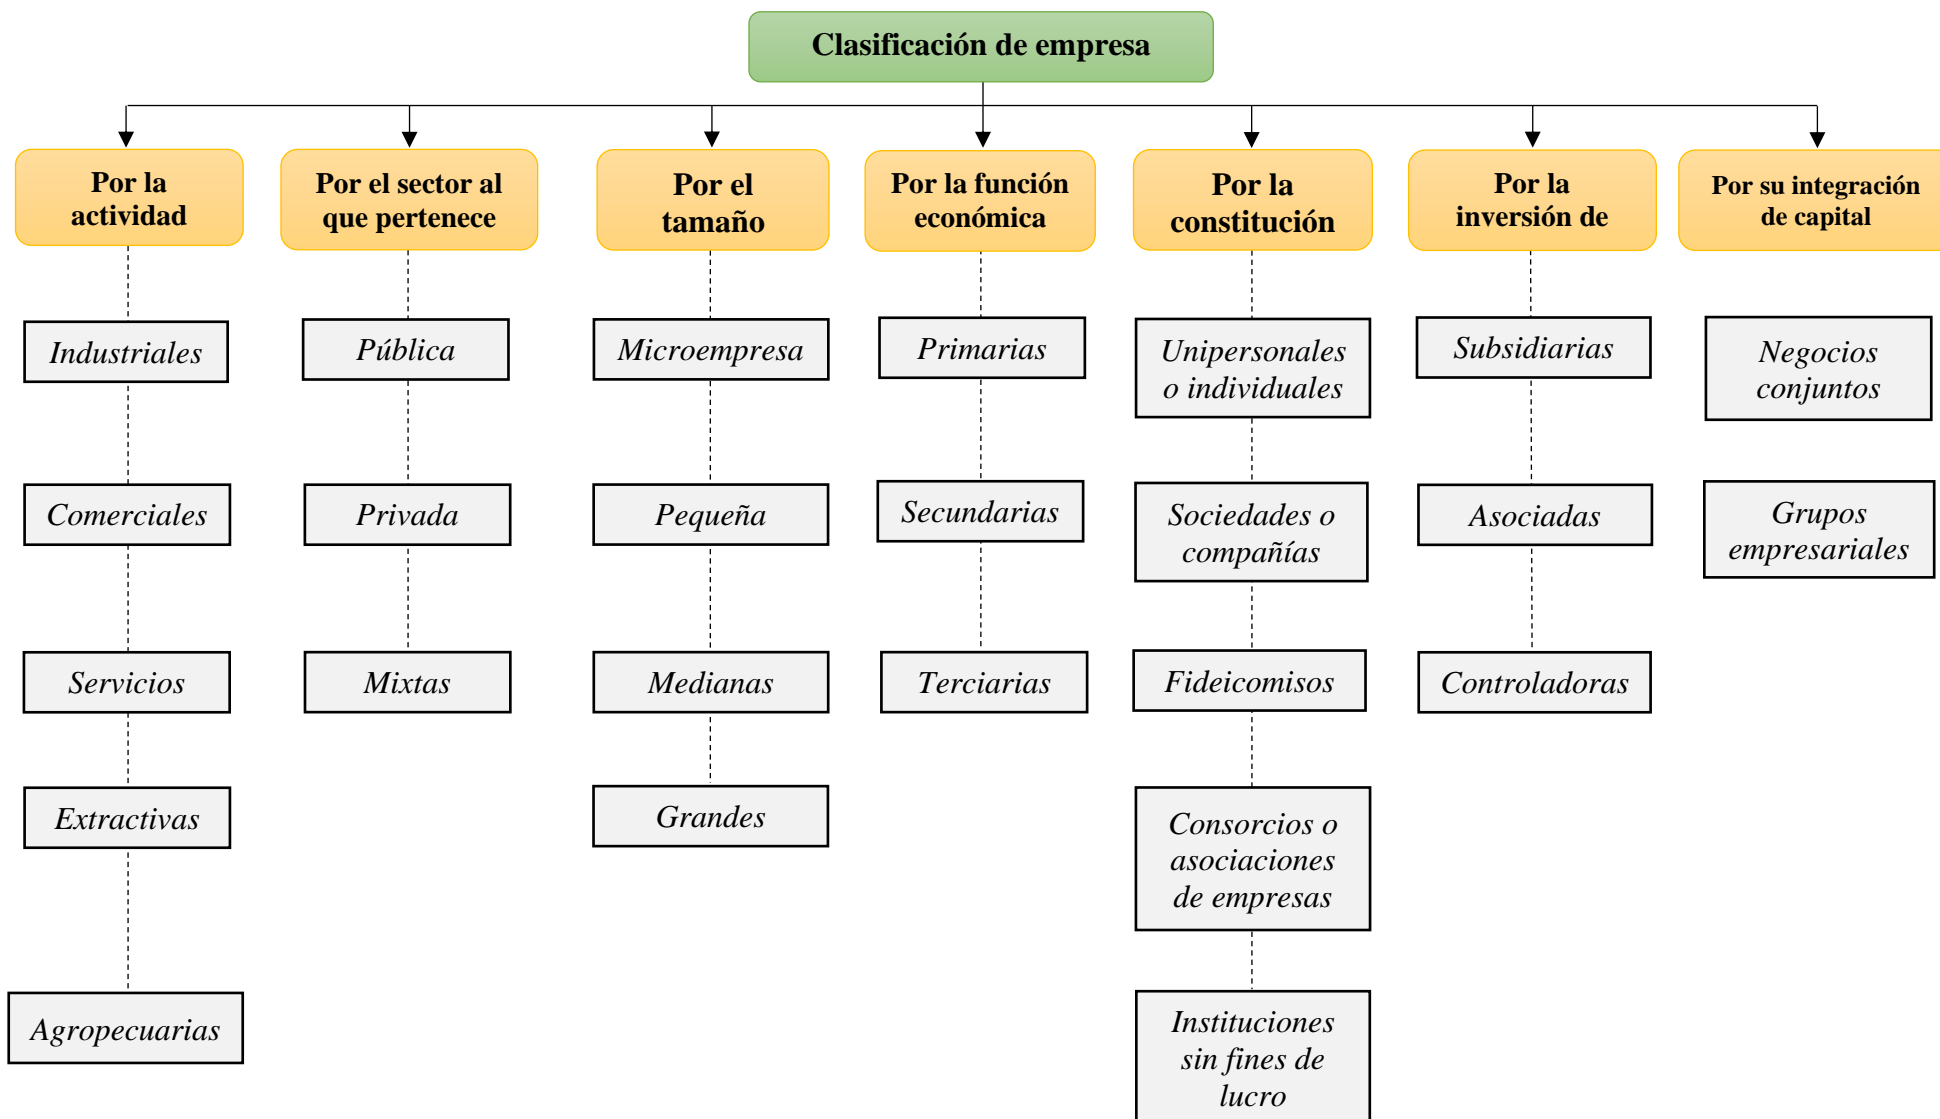 Clasificación de empresa
Por la
actividad
Industriales
Comerciales
Servicios
Extractivas
Agropecuarias
Por el sector al
que pertenece
Pública
Privada
Mixtas
Por el
tamaño
Microempresa
Pequeña
Medianas
Grandes
Por la función
económica
Primarias
Secundarias
Terciarias
Por la
constitución
Unipersonales
o individuales
Sociedades o
compañías
Fideicomisos
Consorcios o
asociaciones
de empresas
Instituciones
sin fines de
lucro
Por la
inversión de
Subsidiarias
Asociadas
Controladoras
Por su integración
de capital
Negocios
conjuntos
Grupos
empresariales